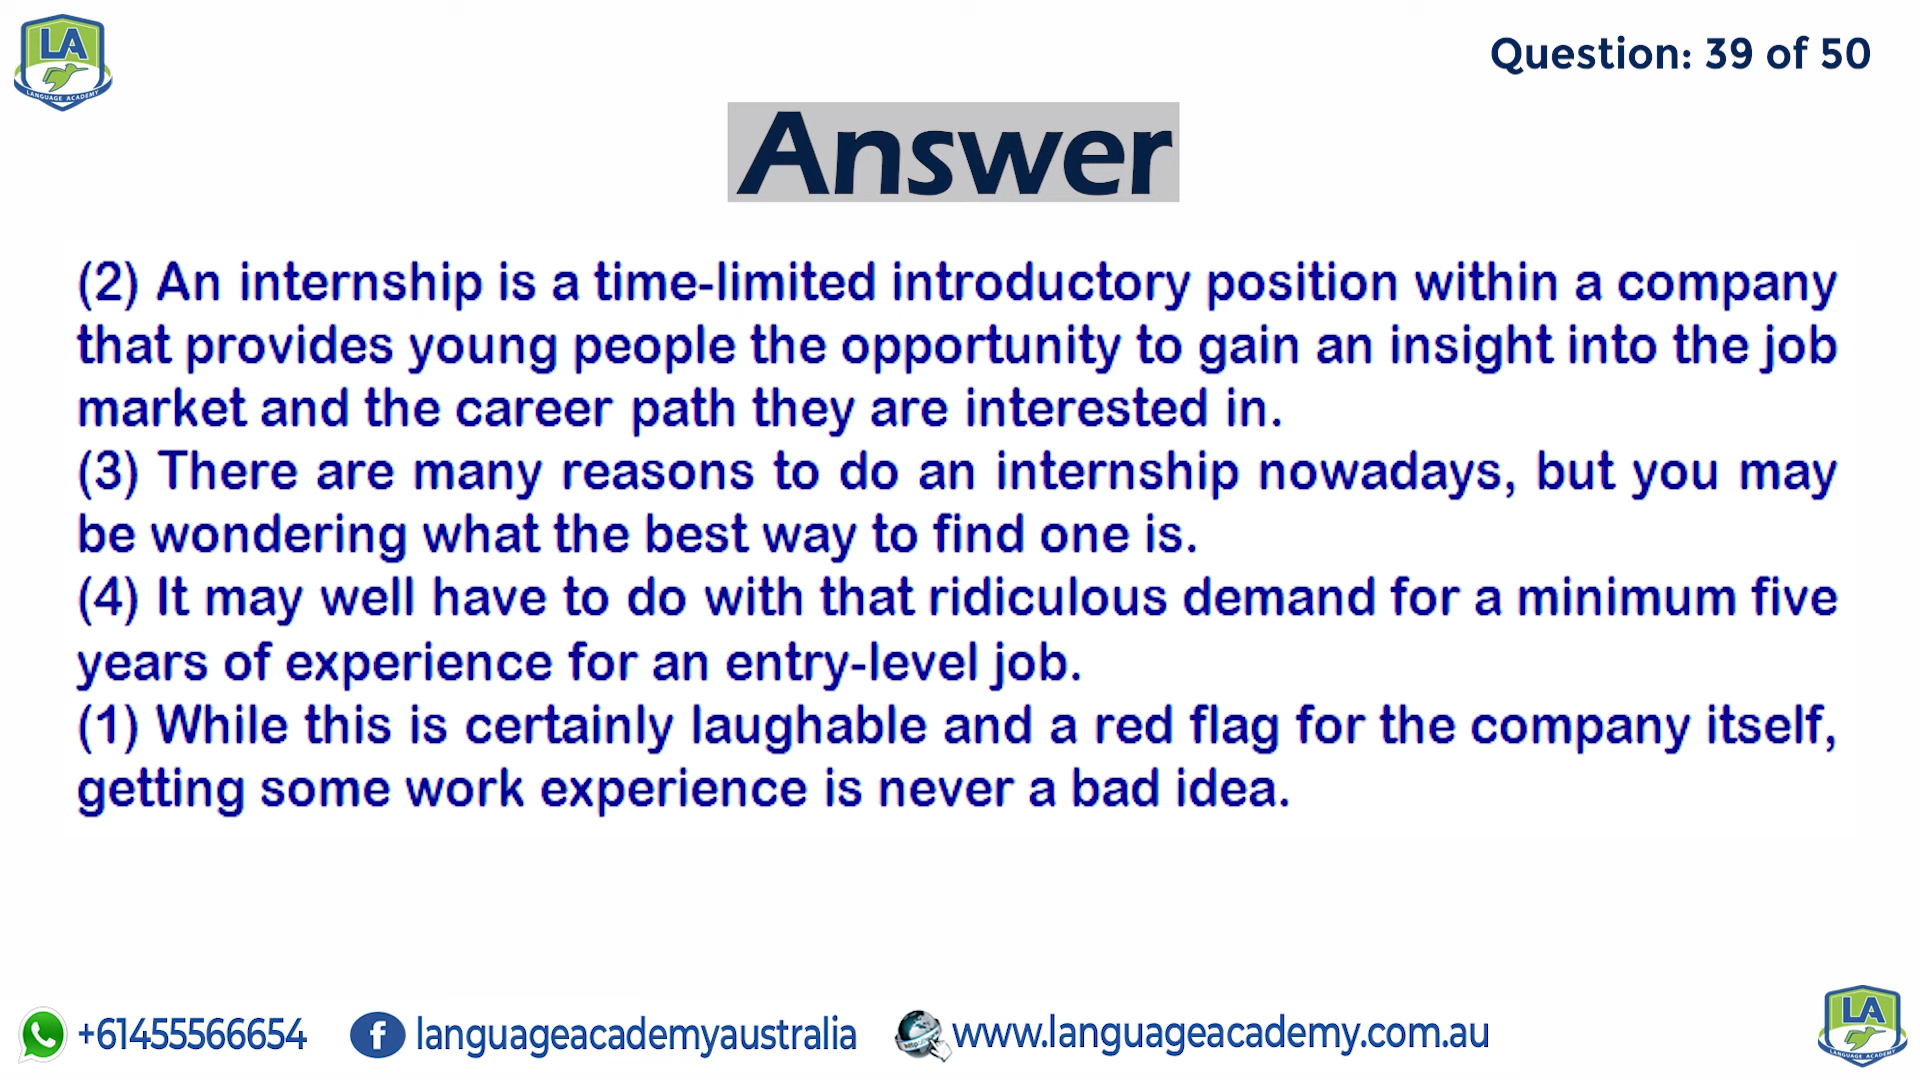 LA
LANGUAGE ACADEMY
Question: 39 of 50
Answer
(2) An internship is a time-limited introductory position within a company
that provides young people the opportunity to gain an insight into the job
market and the career path they are interested in.
(3) There are many reasons to do an internship nowadays, but you may
be wondering what the best way to find one is.
(4) It may well have to do with that ridiculous demand for a minimum five
years of experience for an entry-level job.
(1) While this is certainly laughable and a red flag for the company itself,
getting some work experience is never a bad idea.
+61455566654
languageacademyaustralia
www.languageacademy.com.au
LA
LANGUAGE ACADEMY